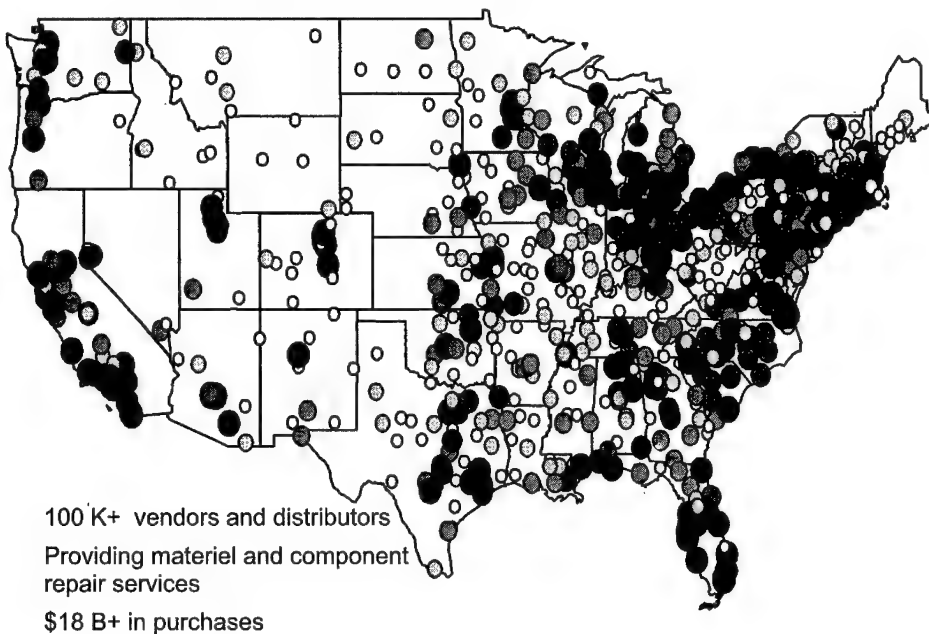 100 K+ vendors and distributors
Providing materiel and component
repair services
$18 B+ in purchases